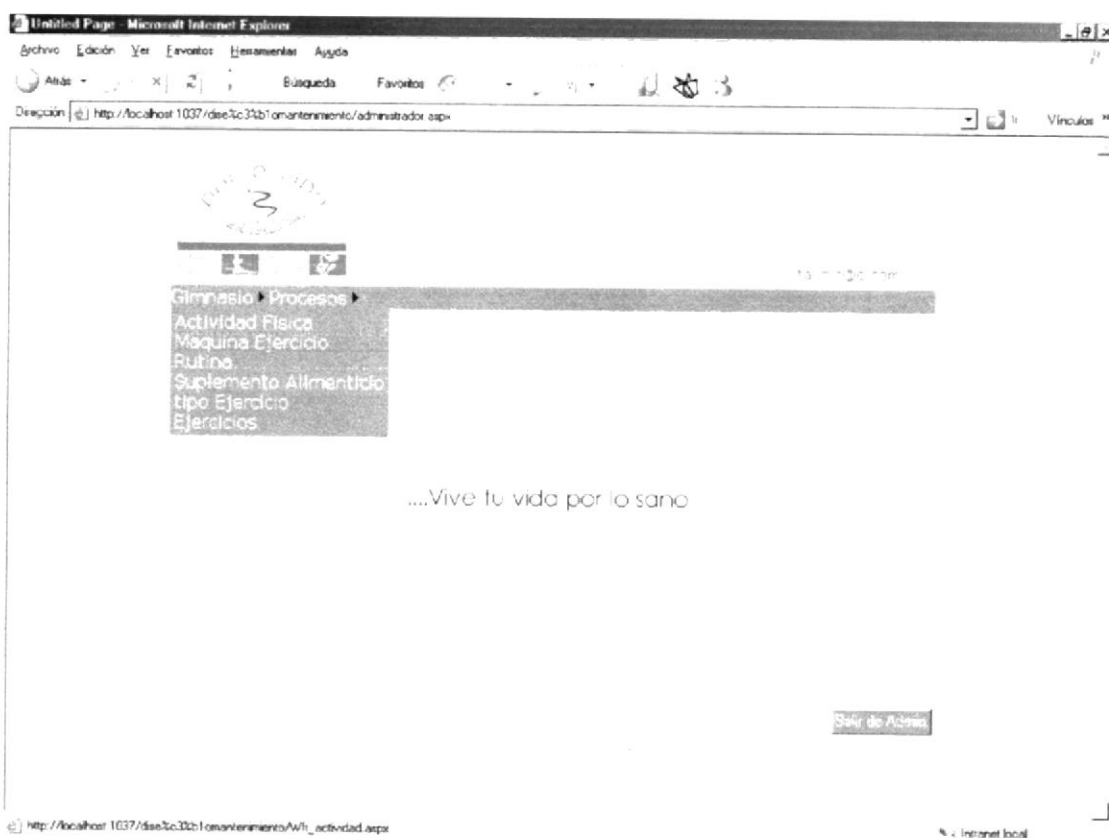 Untitled Page - Microsoft Internet Explorer
Archivo Edición Ver Favoritos Herramientas Ayuda
Atrás Búsqueda Favoritos
Dirección http://localhost:1037/dise%c3%b1omantenimiento/administrador.aspx Ir Vínculos »
Gimnasio Procesos
Actividad Fisica
Maquina Ejercicio
Rutina
Suplemento Alimenticio
tipo Ejercicio
Ejercicios
....Vive tu vida por lo sano
Salir de Admin
http://localhost:1037/dise%c3%b1omantenimiento/Wfr_actividad.aspx Intranet local